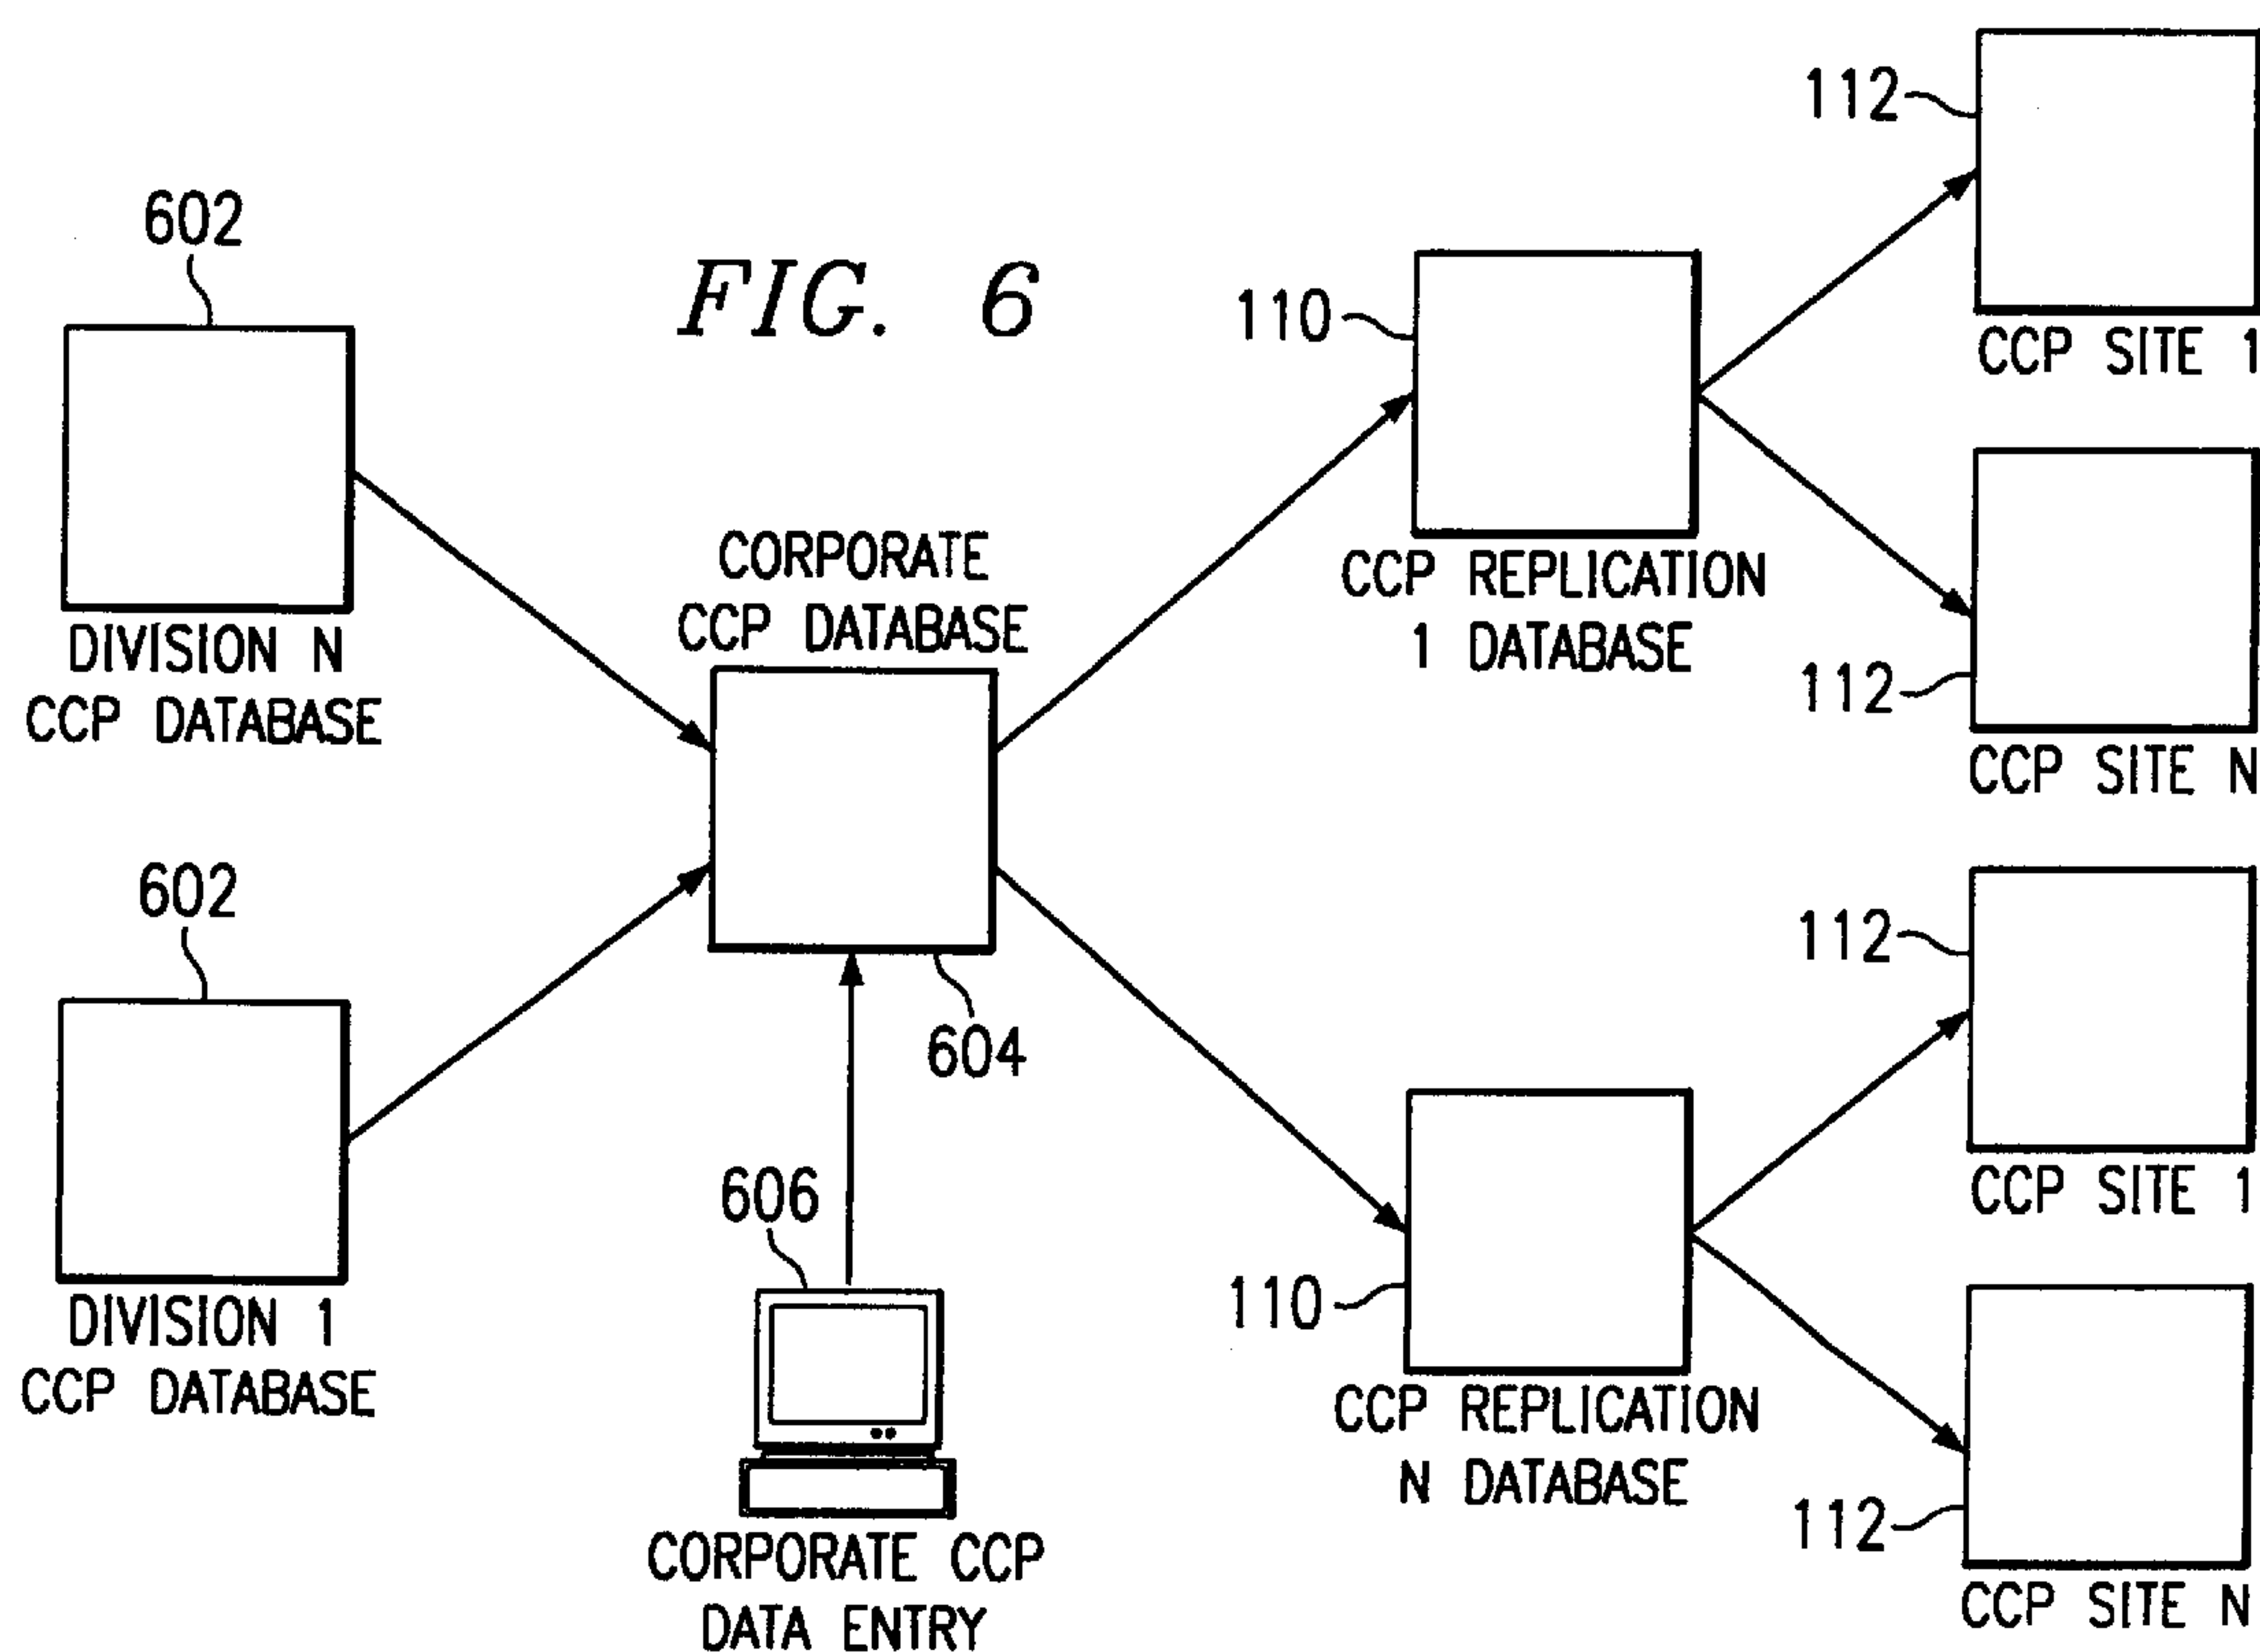 FIG. 6
602
DIVISION N
CCP DATABASE
602
DIVISION 1
CCP DATABASE
CORPORATE
CCP DATABASE
604
606
CORPORATE CCP
DATA ENTRY
110
CCP REPLICATION
1 DATABASE
110
CCP REPLICATION
N DATABASE
112
CCP SITE 1
112
CCP SITE N
112
CCP SITE 1
112
CCP SITE N